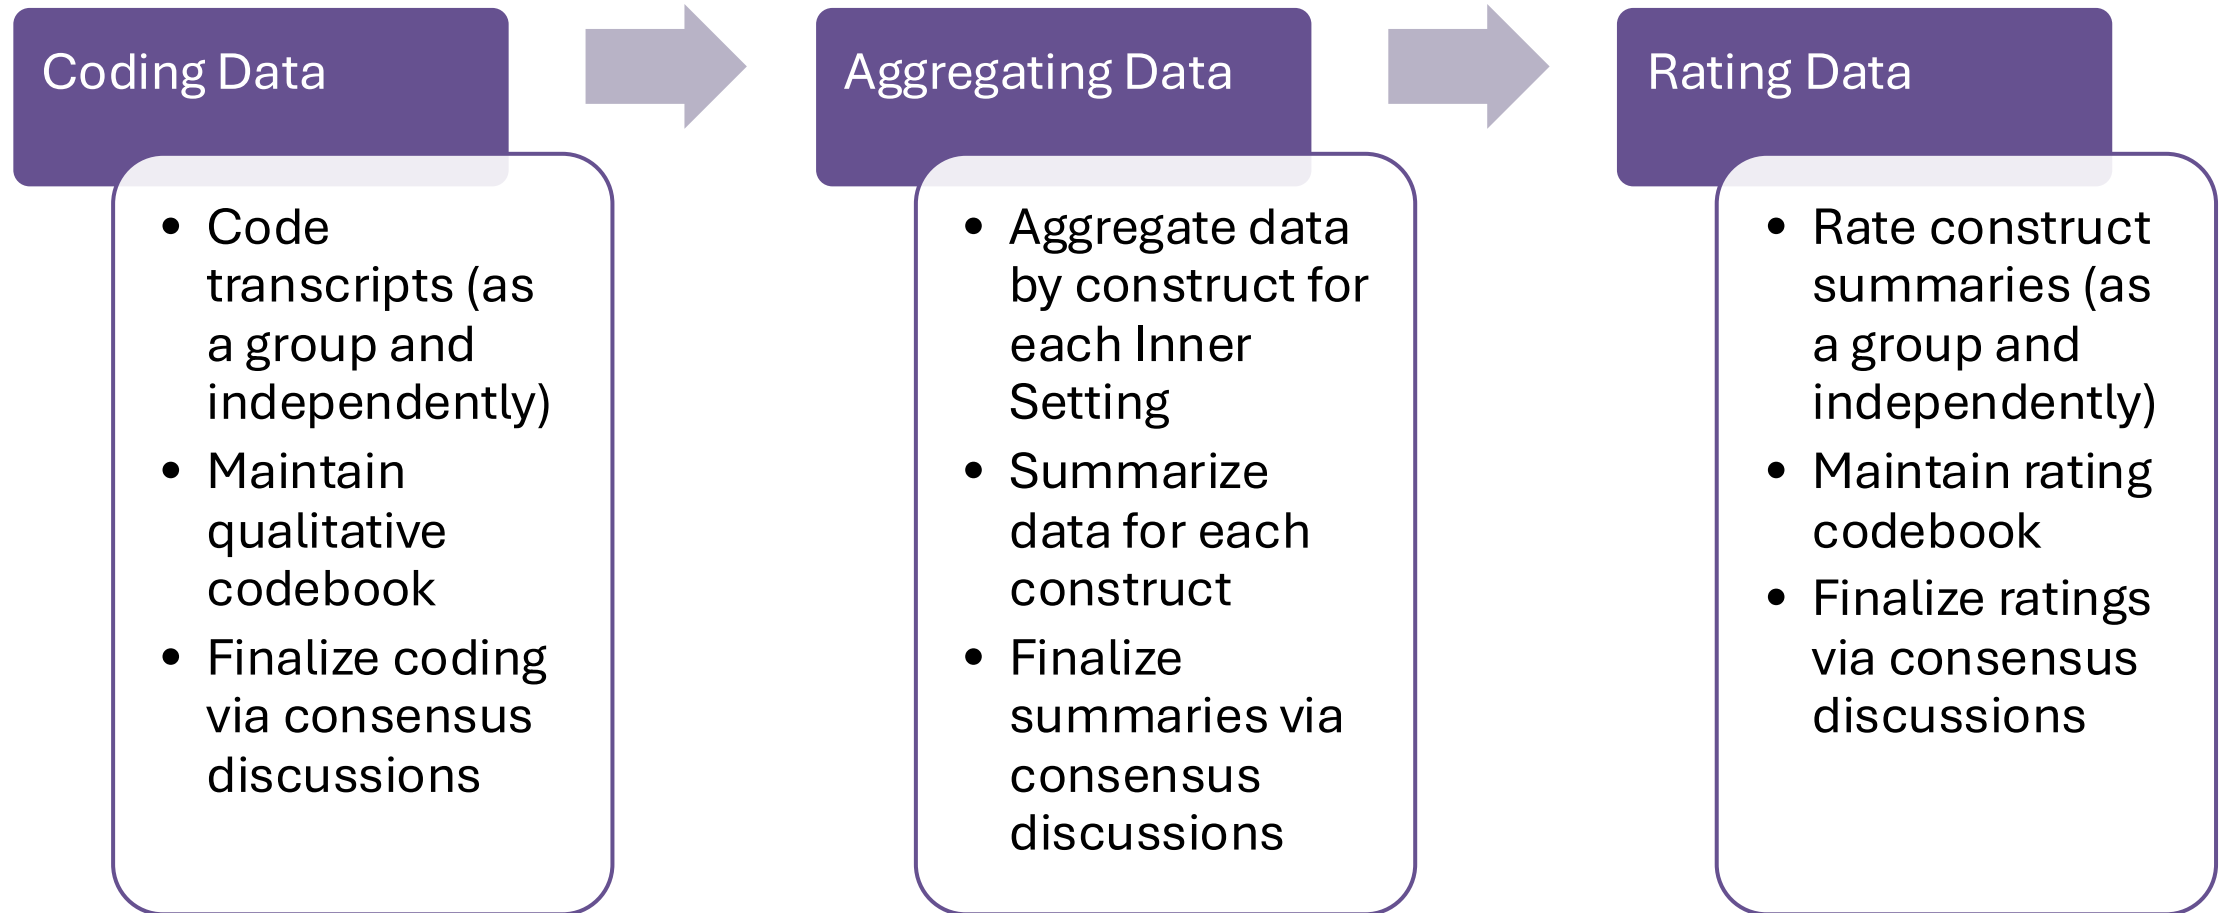 Coding Data
• Code
transcripts (as
a group and
independently)
• Maintain
qualitative
codebook
• Finalize coding
via consensus
discussions
Aggregating Data
• Aggregate data
by construct for
each Inner
Setting
• Summarize
data for each
construct
• Finalize
summaries via
consensus
discussions
Rating Data
• Rate construct
summaries (as
a group and
independently)
• Maintain rating
codebook
• Finalize ratings
via consensus
discussions